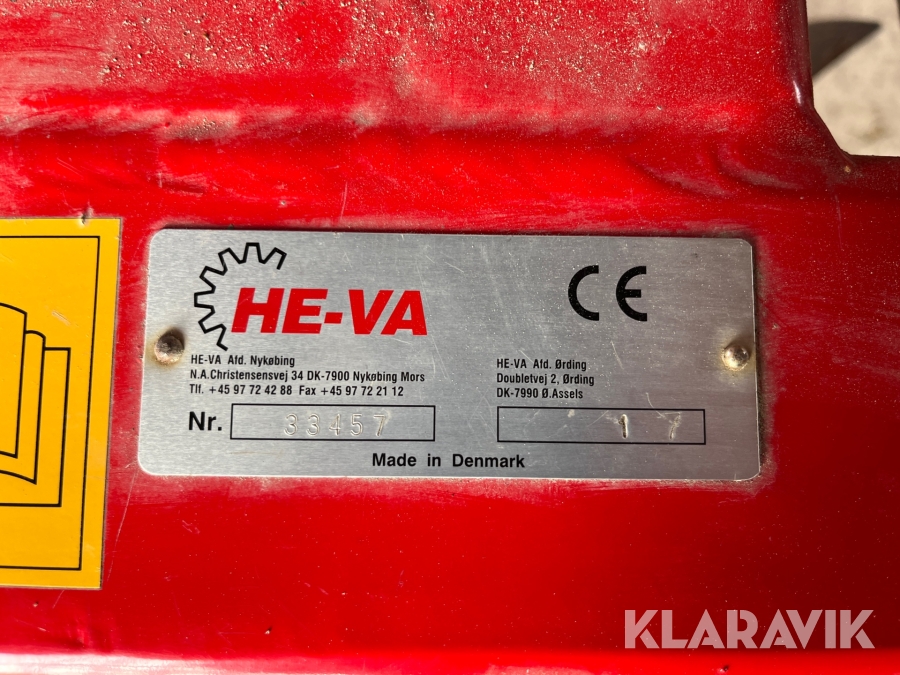 HE-VA
CE
HE-VA Afd. Nykøbing
N.A.Christensensvej 34 DK-7900 Nykøbing Mors
Tlf. +45 97 72 42 88 Fax +45 97 72 21 12
HE-VA Afd. Ørding
Doubletvej 2, Ørding
DK-7990 Ø.Assels
Nr. 33457
1 7
Made in Denmark
KLARAVIK